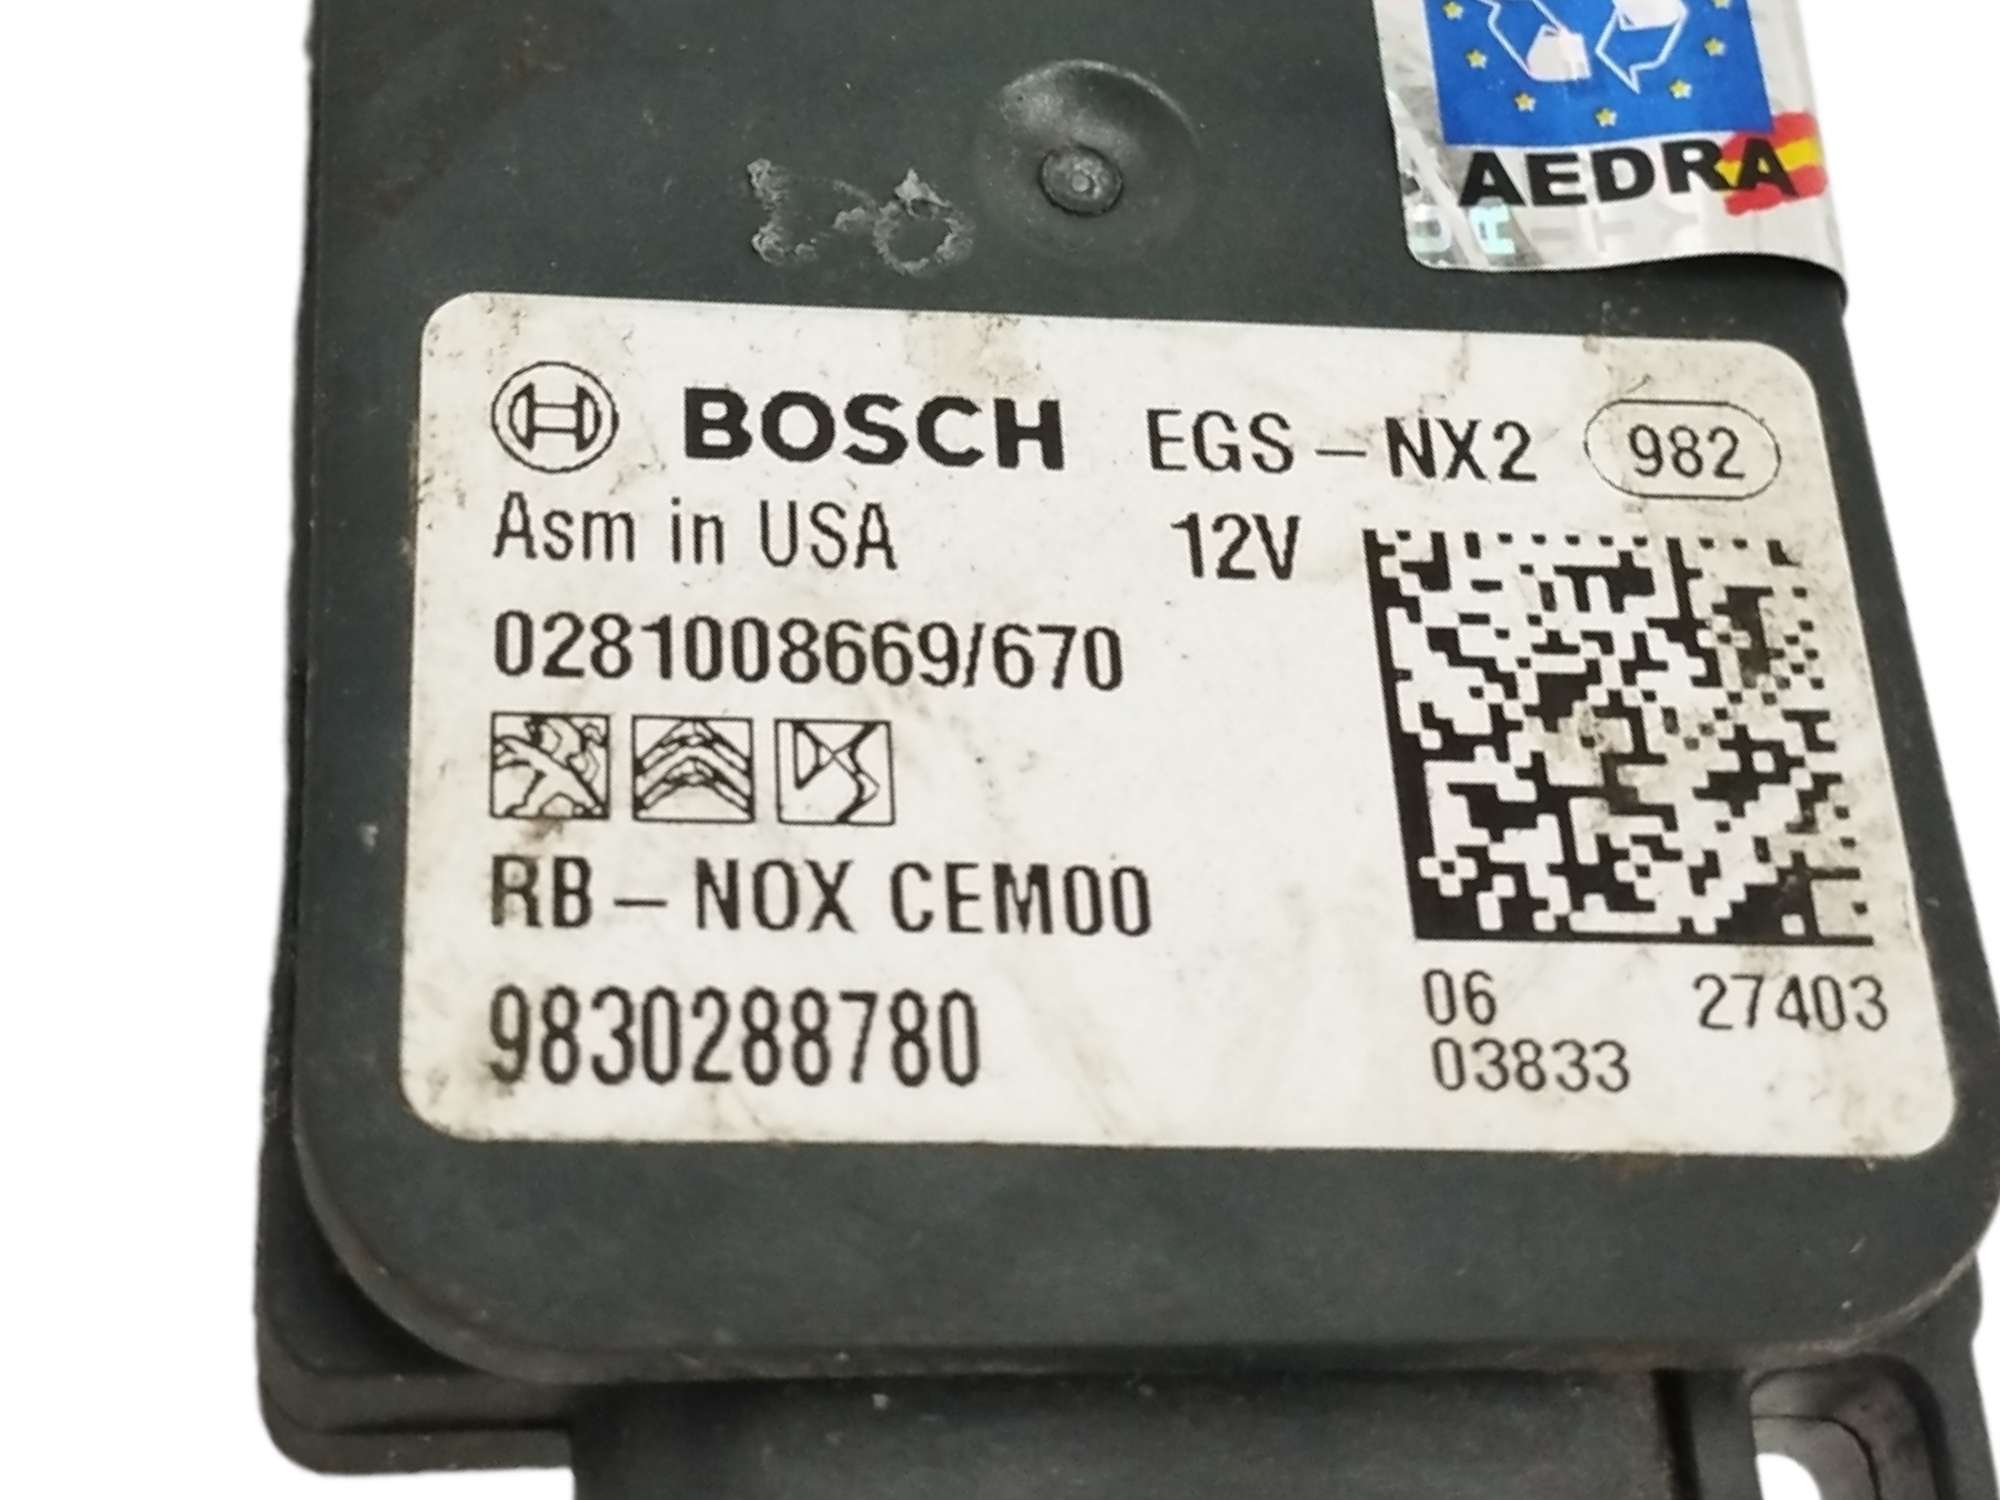 AEDRA
BOSCH EGS-NX2 982
Asm in USA 12V
0281008669/670
RB-NOX CEM00
9830288780
06 27403
03833